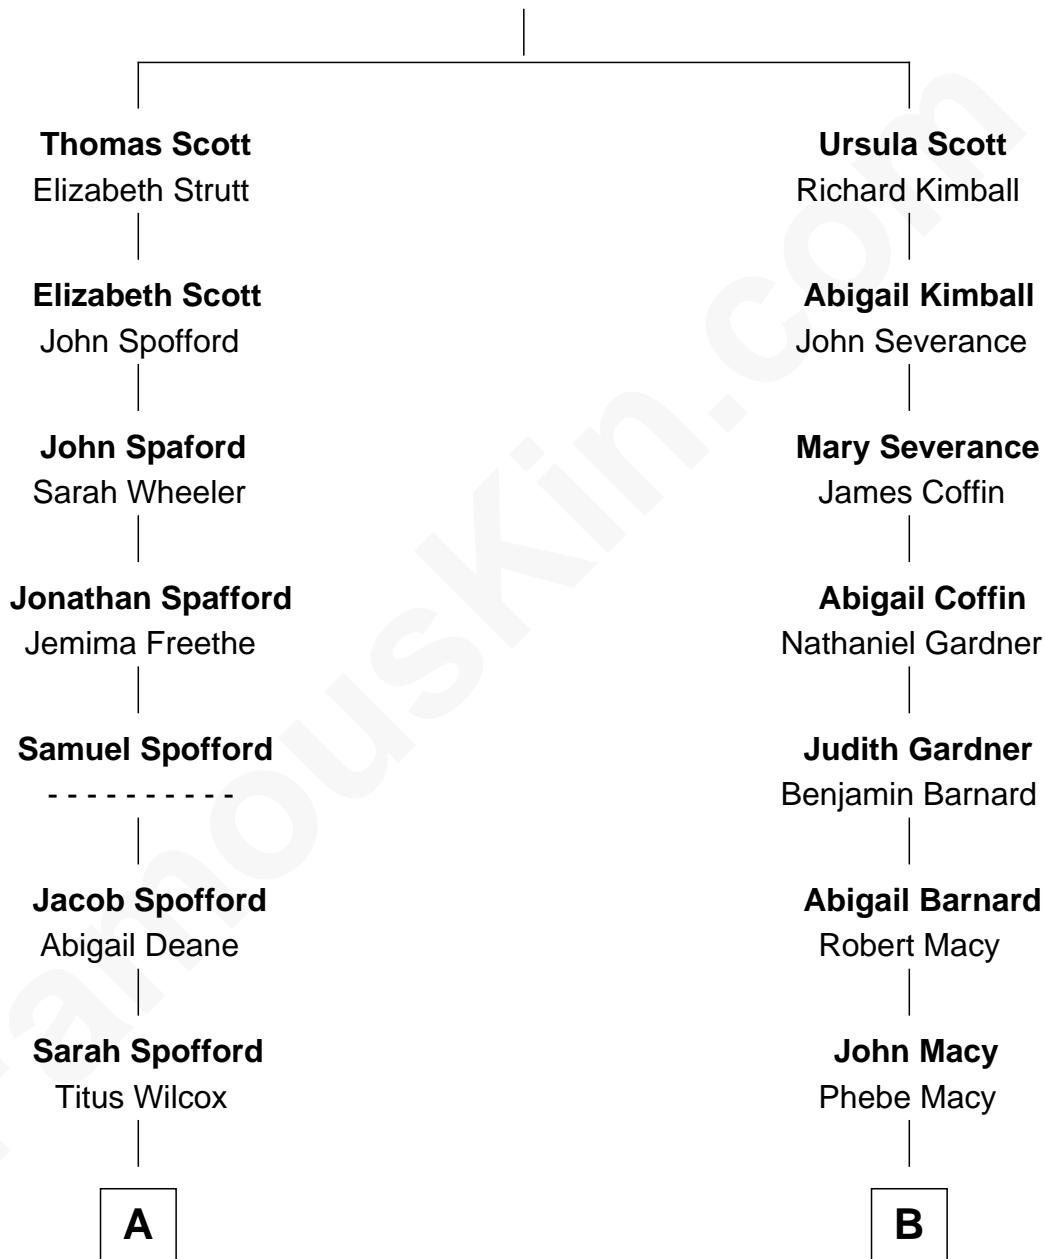 Thomas Scott
Elizabeth Strutt
Elizabeth Scott
John Spofford
John Spaford
Sarah Wheeler
Jonathan Spafford
Jemima Freethe
Samuel Spofford
- - - - - - - - - -
Jacob Spofford
Abigail Deane
Sarah Spofford
Titus Wilcox
A
Ursula Scott
Richard Kimball
Abigail Kimball
John Severance
Mary Severance
James Coffin
Abigail Coffin
Nathaniel Gardner
Judith Gardner
Benjamin Barnard
Abigail Barnard
Robert Macy
John Macy
Phebe Macy
B
FamousKin.com